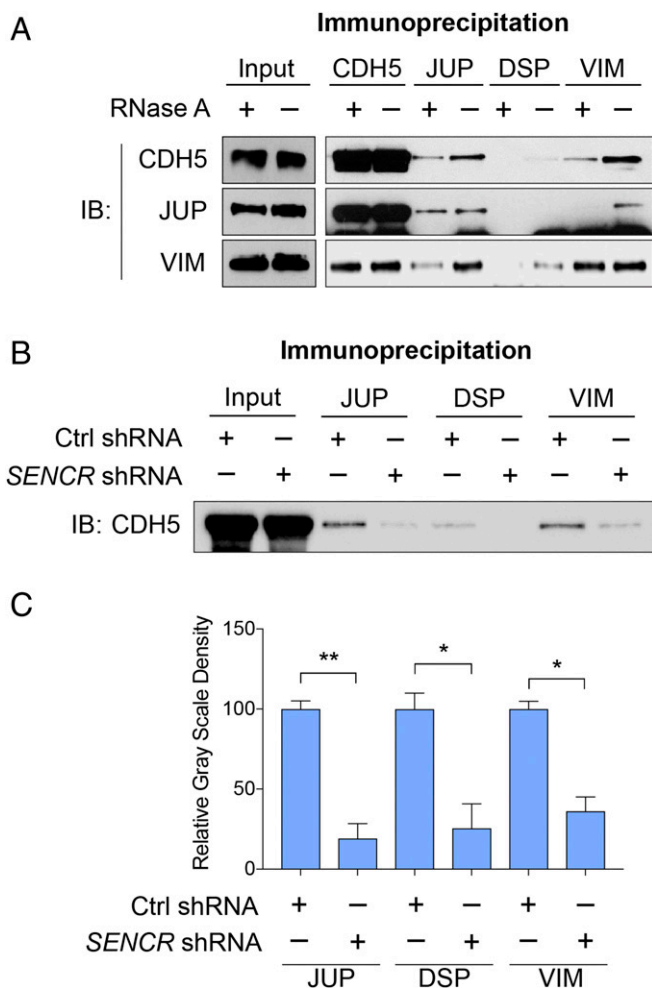 A
Immunoprecipitation
Input CDH5 JUP DSP VIM
RNase A + − + − + − + − + −
CDH5
IB: JUP
VIM
B
Immunoprecipitation
Input JUP DSP VIM
Ctrl shRNA + − + − + − + −
SENCR shRNA − + − + − + − +
IB: CDH5
C
Relative Gray Scale Density
150
100
50
0
** * *
Ctrl shRNA + − + − + −
SENCR shRNA − + − + − +
JUP DSP VIM